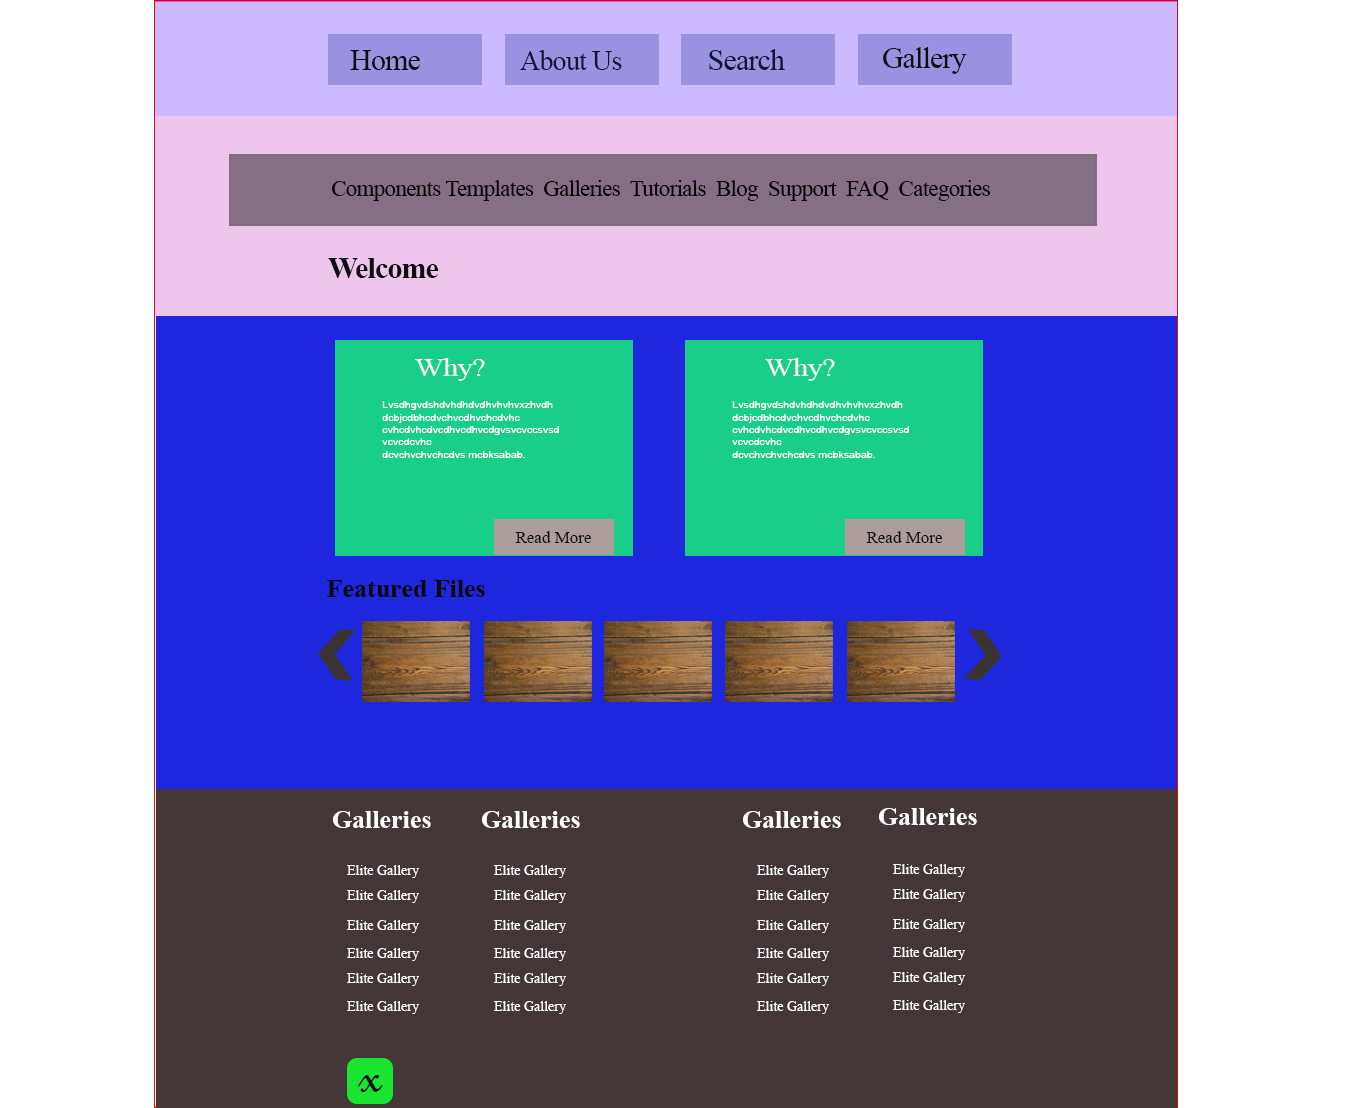 Home About Us Search Gallery
Components Templates Galleries Tutorials Blog Support FAQ Categories
Welcome
Why?
Lvsdhgvdshdvhdhdvdhvhvhvxzhvdh
dcbjcdbhcdvchvcdhvchcdvhc
cvhcdvhcdvcdhvcdhvcdgvsvcvccsvsd
vcvcdcvhc
dcvchvchvchcdvs mcbksabab.
Read More
Why?
Lvsdhgvdshdvhdhdvdhvhvhvxzhvdh
dcbjcdbhcdvchvcdhvchcdvhc
cvhcdvhcdvcdhvcdhvcdgvsvcvccsvsd
vcvcdcvhc
dcvchvchvchcdvs mcbksabab.
Read More
Featured Files
Galleries
Elite Gallery
Elite Gallery
Elite Gallery
Elite Gallery
Elite Gallery
Elite Gallery
Galleries
Elite Gallery
Elite Gallery
Elite Gallery
Elite Gallery
Elite Gallery
Elite Gallery
Galleries
Elite Gallery
Elite Gallery
Elite Gallery
Elite Gallery
Elite Gallery
Elite Gallery
Galleries
Elite Gallery
Elite Gallery
Elite Gallery
Elite Gallery
Elite Gallery
Elite Gallery
x